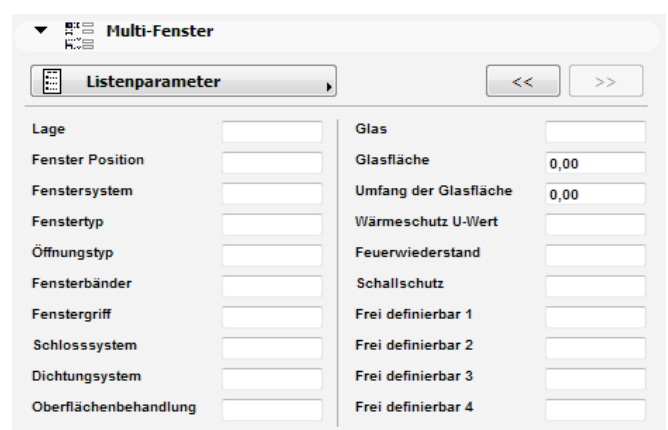 Multi-Fenster
Listenparameter
<< >>
Lage
Fenster Position
Fenstersystem
Fenstertyp
Öffnungstyp
Fensterbänder
Fenstergriff
Schlosssystem
Dichtungsystem
Oberflächenbehandlung
Glas
Glasfläche 0,00
Umfang der Glasfläche 0,00
Wärmeschutz U-Wert
Feuerwiederstand
Schallschutz
Frei definierbar 1
Frei definierbar 2
Frei definierbar 3
Frei definierbar 4